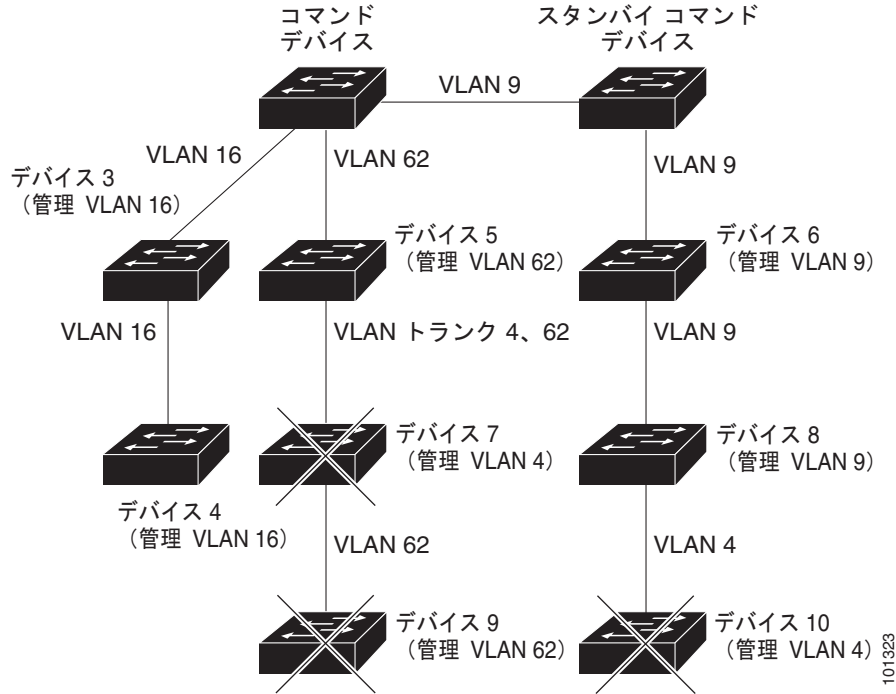 コマンド
デバイス
スタンバイ コマンド
デバイス
VLAN 9
VLAN 16
VLAN 62
VLAN 9
デバイス 3
（管理 VLAN 16）
デバイス 5
（管理 VLAN 62）
デバイス 6
（管理 VLAN 9）
VLAN 16
VLAN トランク 4、62
VLAN 9
デバイス 7
（管理 VLAN 4）
デバイス 8
（管理 VLAN 9）
デバイス 4
（管理 VLAN 16）
VLAN 62
VLAN 4
デバイス 9
（管理 VLAN 62）
デバイス 10
（管理 VLAN 4）
101323